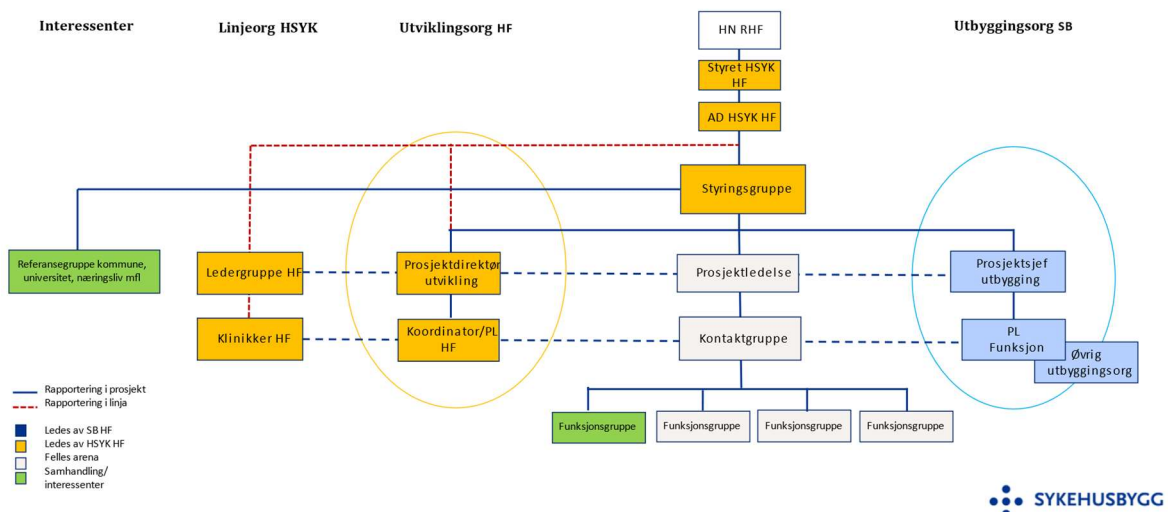 Interessenter
Linjeorg HSYK
Utviklingsorg HF
Utbyggingsorg SB
HN RHF
Styret HSYK
HF
AD HSYK HF
Styringsgruppe
Referansegruppe kommune,
universitet, næringsliv mfl
Ledergruppe HF
Prosjektdirektør
utvikling
Prosjektledelse
Prosjektsjef
utbygging
Klinikker HF
Koordinator/PL
HF
Kontaktgruppe
PL
Funksjon
Øvrig
utbyggingsorg
Funksjonsgruppe
Funksjonsgruppe
Funksjonsgruppe
Funksjonsgruppe
Rapportering i prosjekt
Rapportering i linja
Ledes av SB HF
Ledes av HSYK HF
Felles arena
Samhandling/
interessenter
SYKEHUSBYGG